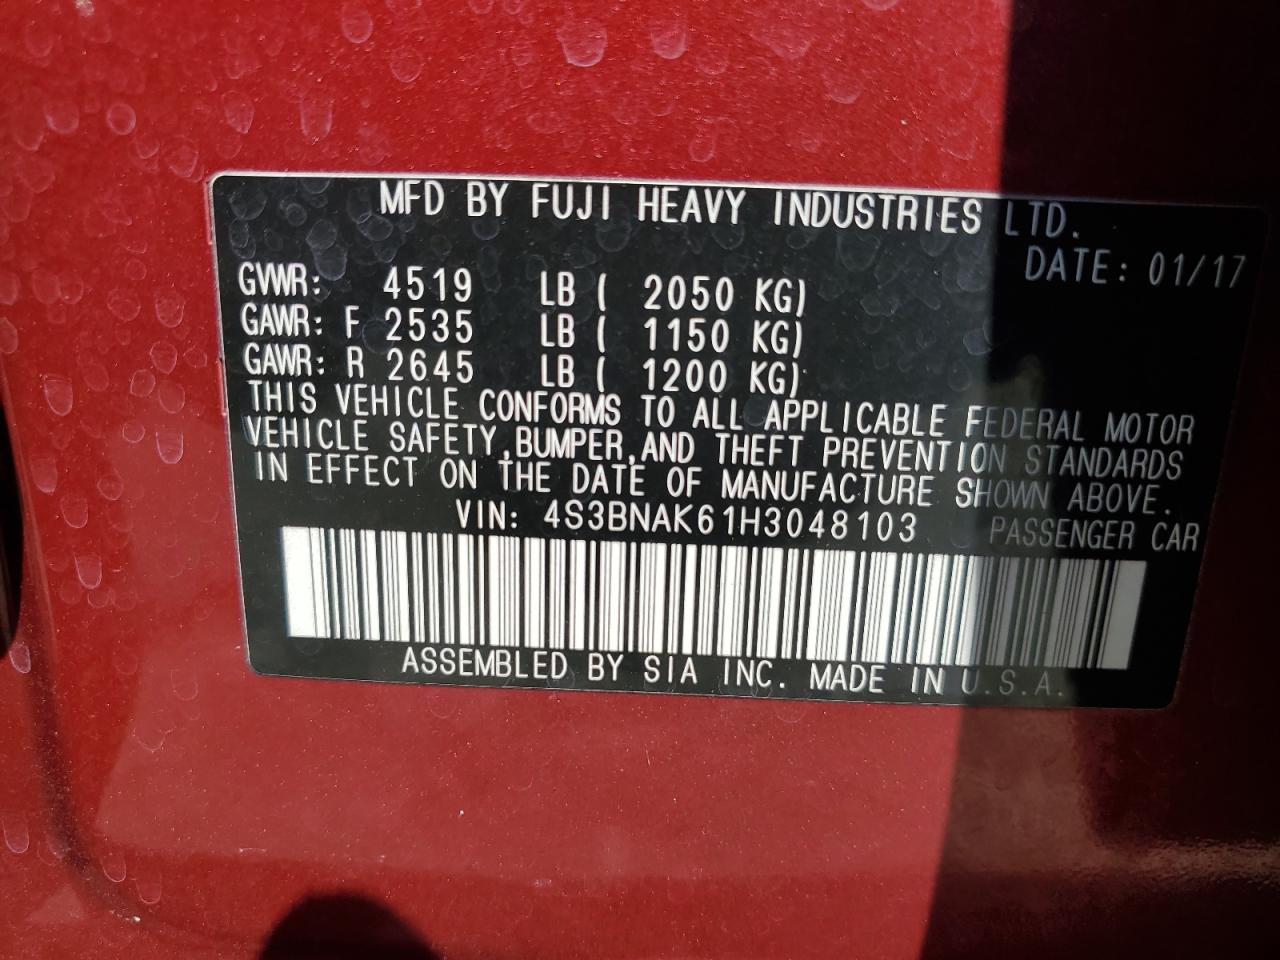 MFD BY FUJI HEAVY INDUSTRIES LTD.
DATE: 01/17
GVWR: 4519 LB ( 2050 KG)
GAWR: F 2535 LB ( 1150 KG)
GAWR: R 2645 LB ( 1200 KG)
THIS VEHICLE CONFORMS TO ALL APPLICABLE FEDERAL MOTOR
VEHICLE SAFETY,BUMPER,AND THEFT PREVENTION STANDARDS
IN EFFECT ON THE DATE OF MANUFACTURE SHOWN ABOVE.
VIN: 4S3BNAK61H3048103 PASSENGER CAR
ASSEMBLED BY SIA INC. MADE IN U.S.A.